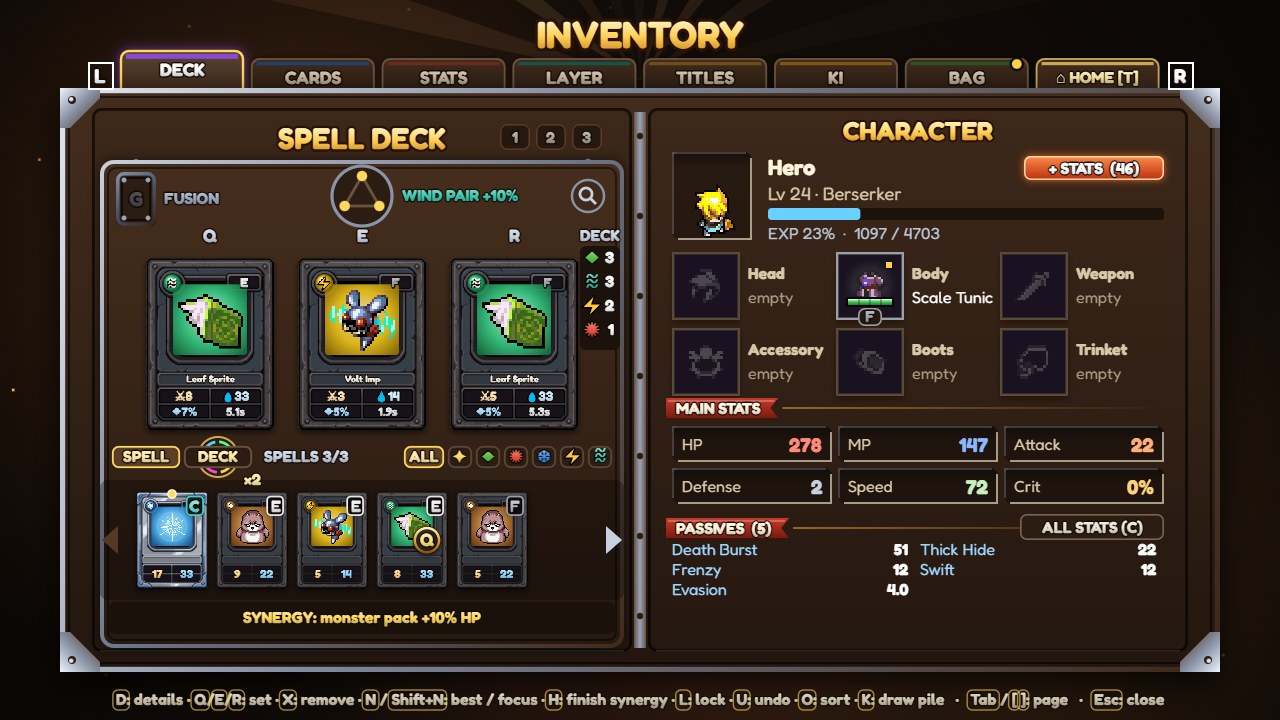 INVENTORY
L DECK CARDS STATS LAYER TITLES KI BAG ⌂ HOME [T] R
SPELL DECK 1 2 3
G FUSION WIND PAIR +10%
Q E R DECK
3
3
2
1
E F F
Leaf Sprite Volt Imp Leaf Sprite
8 33 3 14 5 33
7% 5.1s 5% 1.9s 5% 5.3s
SPELL DECK SPELLS 3/3 ALL
x2
C E E E F
Q
17 33 9 22 5 14 8 33 5 22
SYNERGY: monster pack +10% HP
CHARACTER
Hero + STATS (46)
Lv 24 · Berserker
EXP 23% · 1097 / 4703
Head empty
Body Scale Tunic F
Weapon empty
Accessory empty
Boots empty
Trinket empty
MAIN STATS
HP 278 MP 147 Attack 22
Defense 2 Speed 72 Crit 0%
PASSIVES (5) ALL STATS (C)
Death Burst 51 Thick Hide 22
Frenzy 12 Swift 12
Evasion 4.0
D: details · Q/E/R: set · X: remove · N/Shift+N: best / focus · H: finish synergy · L: lock · U: undo · O: sort · K: draw pile · Tab/[ ]: page · Esc: close